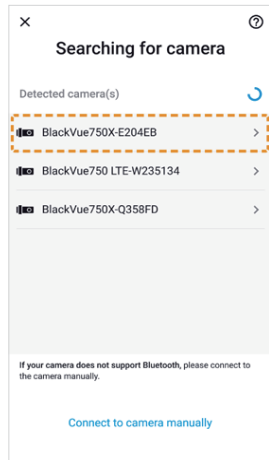 Searching for camera
Detected camera(s)
BlackVue750X-E204EB
BlackVue750 LTE-W235134
BlackVue750X-Q358FD
If your camera does not support Bluetooth, please connect to
the camera manually.
Connect to camera manually